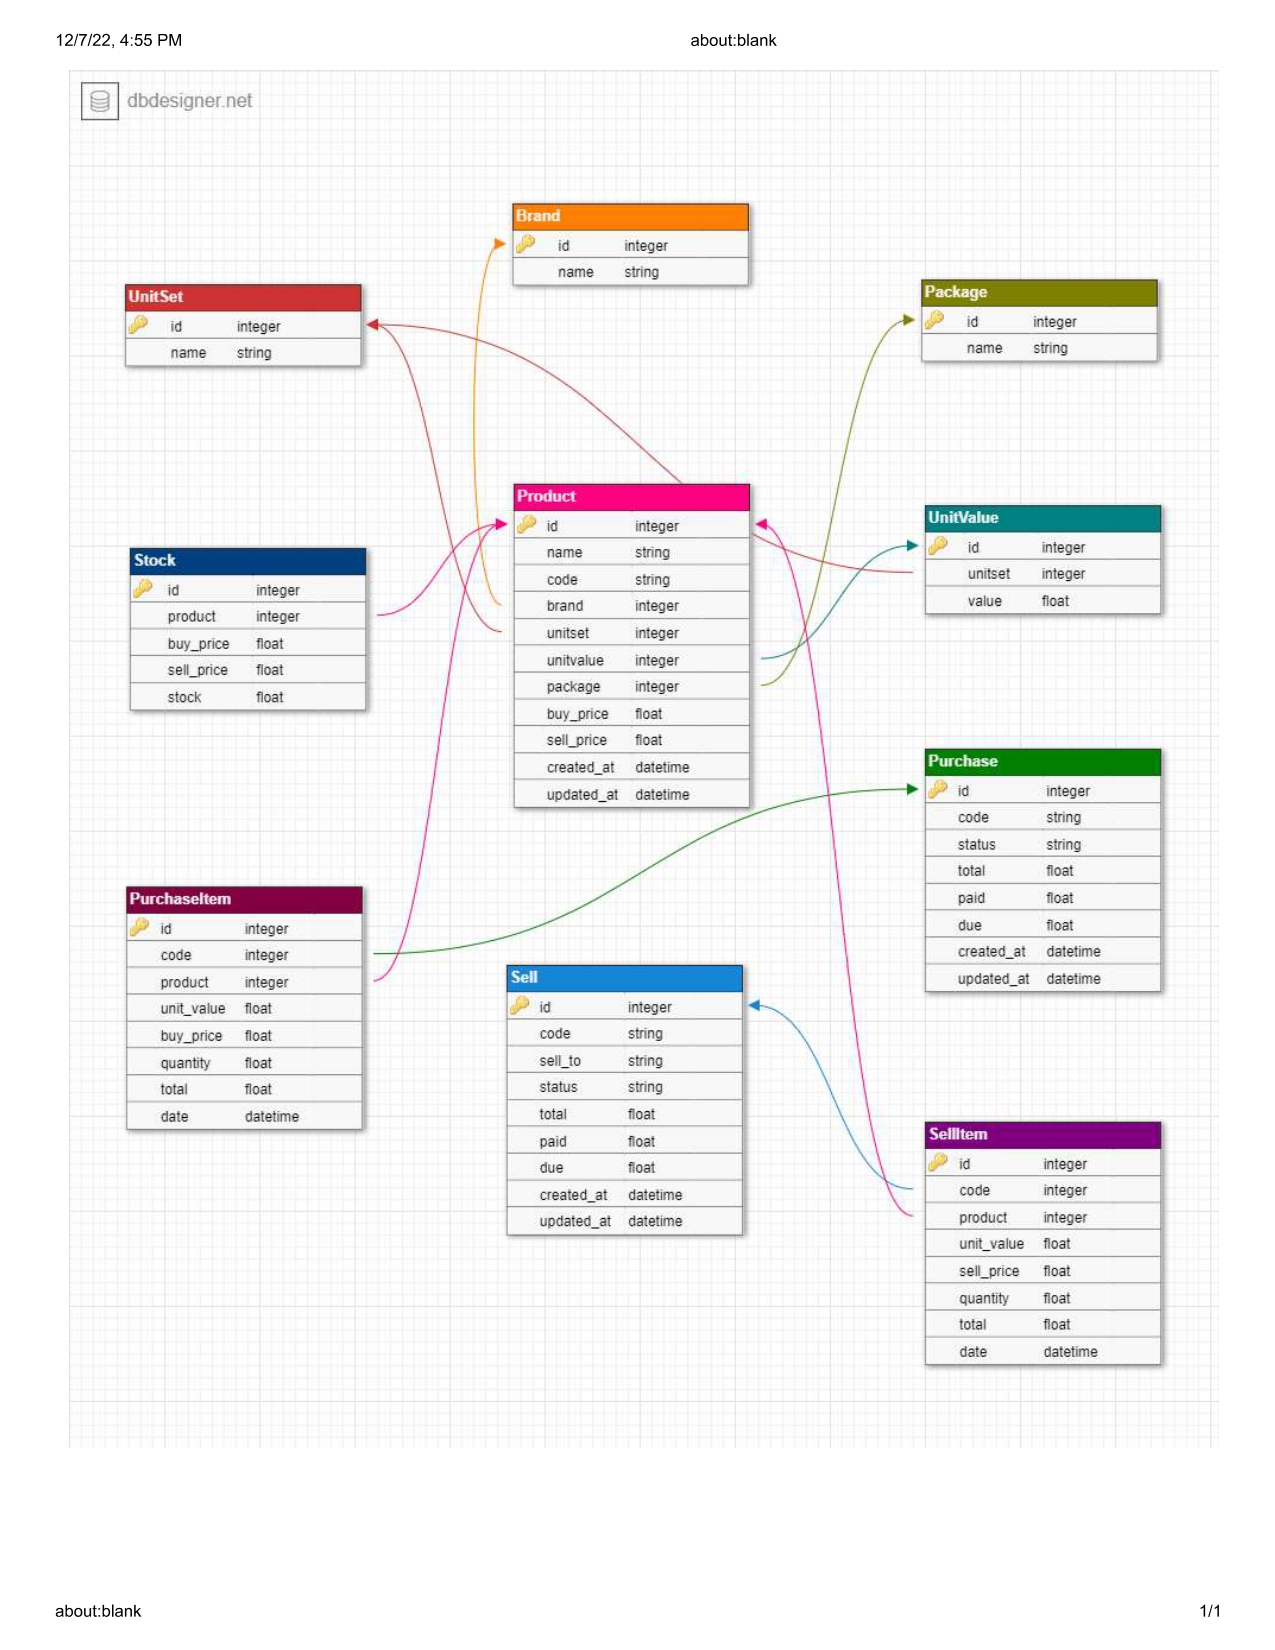 12/7/22, 4:55 PM about:blank
dbdesigner.net
Brand
id integer
name string
UnitSet
id integer
name string
Package
id integer
name string
Product
id integer
name string
code string
brand integer
unitset integer
unitvalue integer
package integer
buy_price float
sell_price float
created_at datetime
updated_at datetime
UnitValue
id integer
unitset integer
value float
Stock
id integer
product integer
buy_price float
sell_price float
stock float
Purchase
id integer
code string
status string
total float
paid float
due float
created_at datetime
updated_at datetime
PurchaseItem
id integer
code integer
product integer
unit_value float
buy_price float
quantity float
total float
date datetime
Sell
id integer
code string
sell_to string
status string
total float
paid float
due float
created_at datetime
updated_at datetime
SellItem
id integer
code integer
product integer
unit_value float
sell_price float
quantity float
total float
date datetime
about:blank 1/1